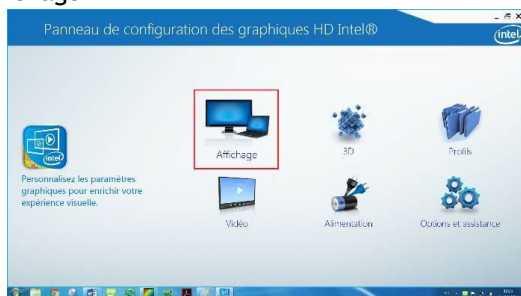 Panneau de configuration des graphiques HD Intel®
intel
Affichage
3D
Profils
intel
Personnalisez les paramètres
graphiques pour enrichir votre
expérience visuelle.
Vidéo
Alimentation
Options et assistance